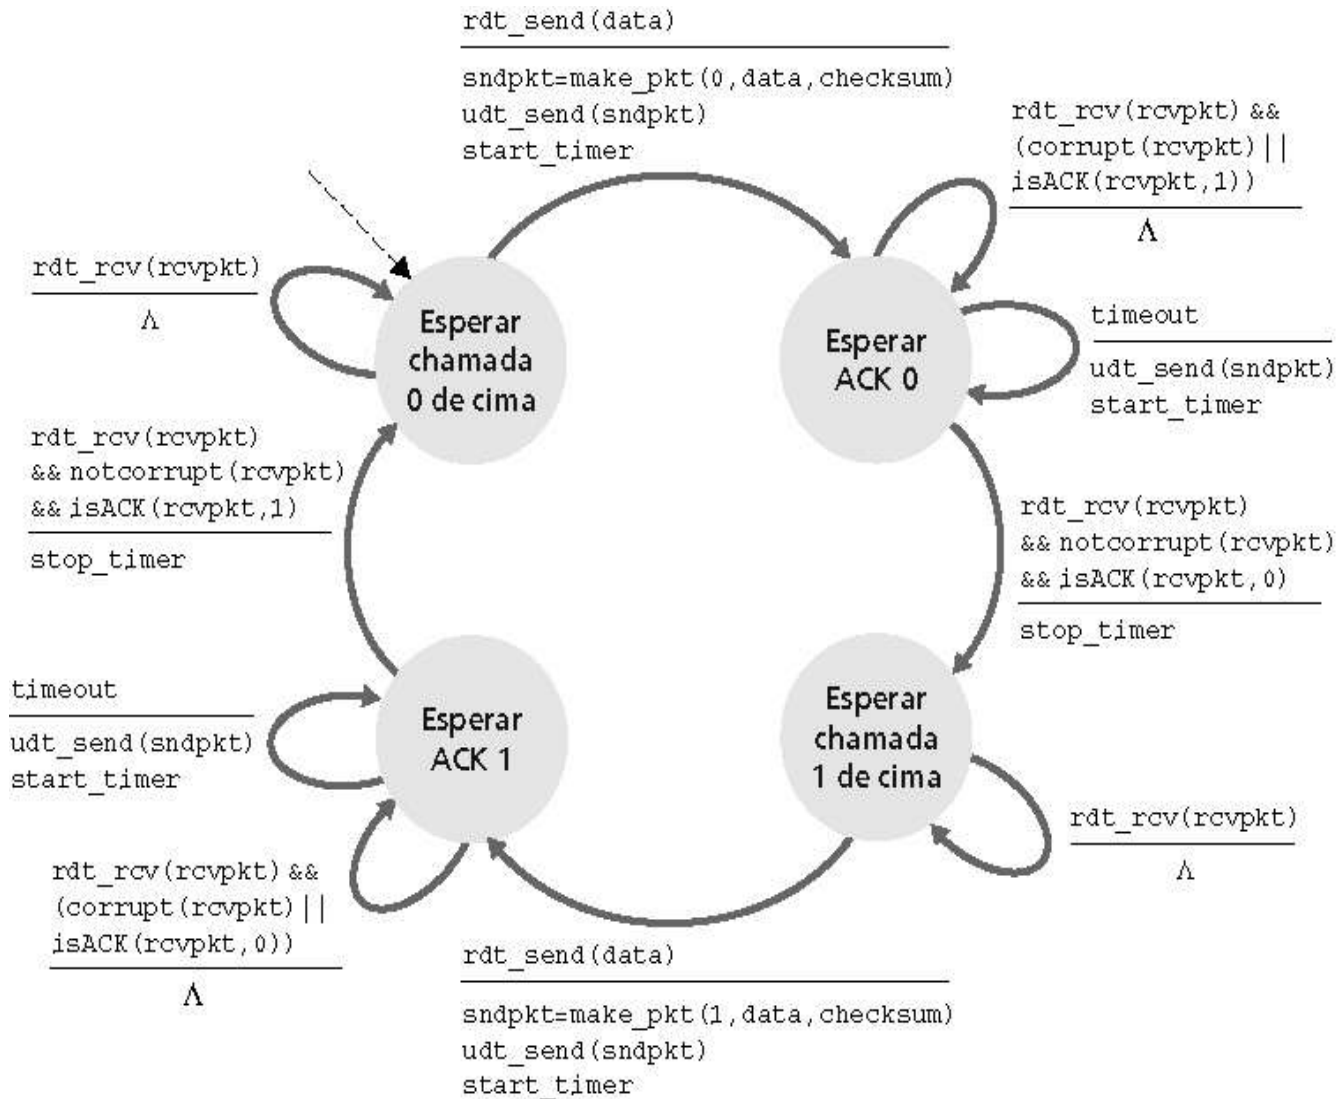 rdt_send(data)
sndpkt=make_pkt(0,data,checksum)
udt_send(sndpkt)
start_timer
rdt_rcv(rcvpkt) &&
(corrupt(rcvpkt)||
isACK(rcvpkt,1))
Λ
rdt_rcv(rcvpkt)
Λ
Esperar
chamada
0 de cima
Esperar
ACK 0
timeout
udt_send(sndpkt)
start_timer
rdt_rcv(rcvpkt)
&& notcorrupt(rcvpkt)
&& isACK(rcvpkt,1)
stop_timer
rdt_rcv(rcvpkt)
&& notcorrupt(rcvpkt)
&& isACK(rcvpkt,0)
stop_timer
timeout
udt_send(sndpkt)
start_timer
Esperar
ACK 1
Esperar
chamada
1 de cima
rdt_rcv(rcvpkt)
Λ
rdt_rcv(rcvpkt) &&
(corrupt(rcvpkt)||
isACK(rcvpkt,0))
Λ
rdt_send(data)
sndpkt=make_pkt(1,data,checksum)
udt_send(sndpkt)
start_timer